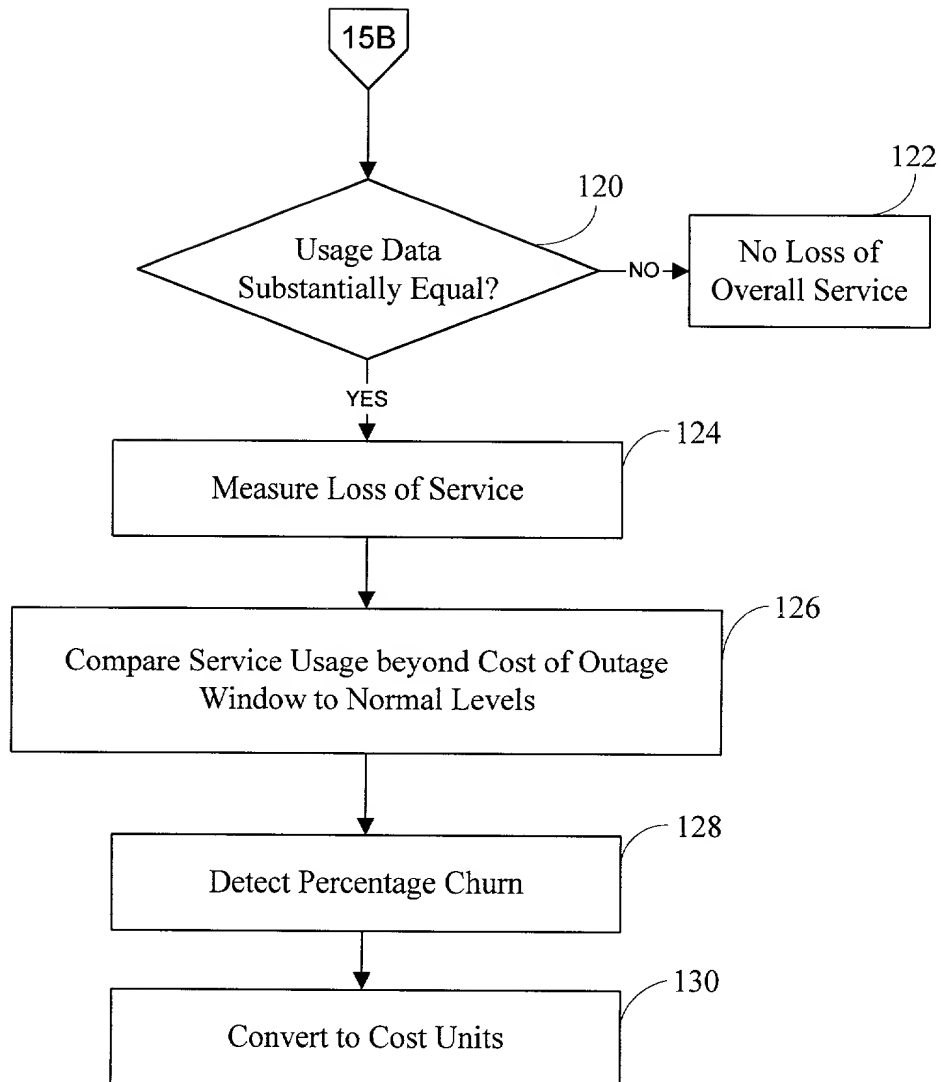 15B
120
122
Usage Data
Substantially Equal?
NO
No Loss of
Overall Service
YES
124
Measure Loss of Service
126
Compare Service Usage beyond Cost of Outage
Window to Normal Levels
128
Detect Percentage Churn
130
Convert to Cost Units